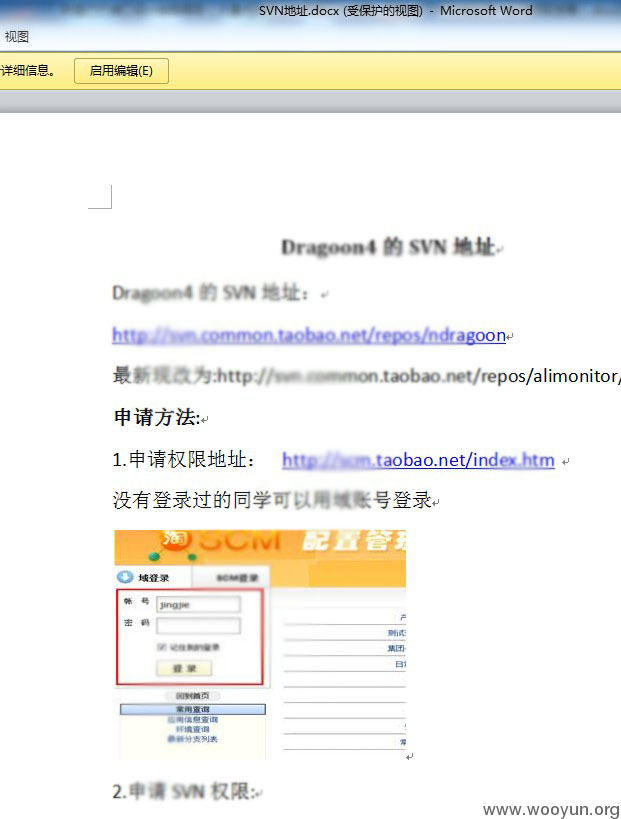 SVN地址.docx (受保护的视图) - Microsoft Word
视图
详细信息。 启用编辑(E)
Dragoon4 的 SVN 地址
Dragoon4 的 SVN 地址：
http://svn.common.taobao.net/repos/ndragoon
最新现改为:http://svn.common.taobao.net/repos/alimonitor/
申请方法:
1.申请权限地址： http://scm.taobao.net/index.htm
没有登录过的同学可以用域账号登录
淘 SCM 配置管理
域登录 SCM登录
帐 号 jingjie
密 码
记住我的登录
登 录
回到首页
常用查询
应用信息查询
环境查询
最新分支列表
测试
集团
2.申请 SVN 权限:
www.wooyun.org